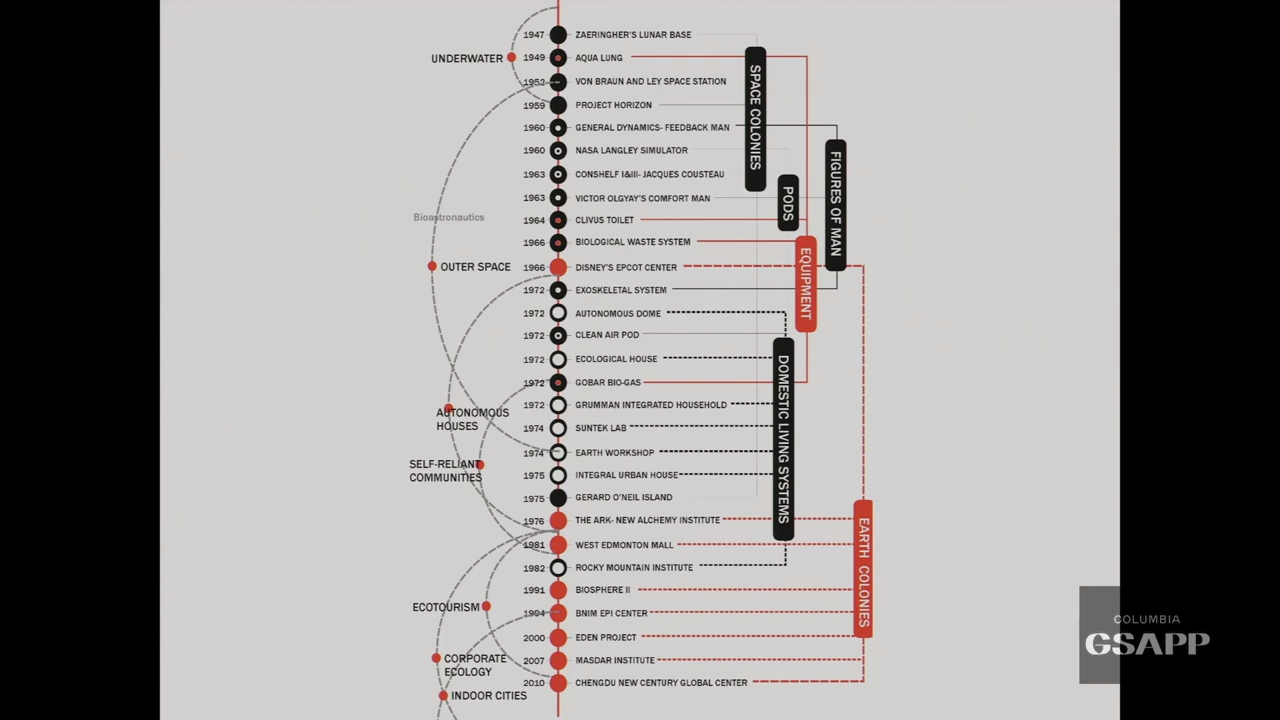 1947 ZAERINGHER'S LUNAR BASE
UNDERWATER
1949 AQUA LUNG
1952 VON BRAUN AND LEY SPACE STATION
1959 PROJECT HORIZON
1960 GENERAL DYNAMICS- FEEDBACK MAN
1960 NASA LANGLEY SIMULATOR
1963 CONSHELF I&III- JACQUES COUSTEAU
1963 VICTOR OLGYAY'S COMFORT MAN
Bioastronautics
1964 CLIVUS TOILET
1966 BIOLOGICAL WASTE SYSTEM
OUTER SPACE
1966 DISNEY'S EPCOT CENTER
1972 EXOSKELETAL SYSTEM
1972 AUTONOMOUS DOME
1972 CLEAN AIR POD
1972 ECOLOGICAL HOUSE
1972 GOBAR BIO-GAS
1972 GRUMMAN INTEGRATED HOUSEHOLD
AUTONOMOUS
HOUSES
1974 SUNTEK LAB
1974 EARTH WORKSHOP
SELF-RELIANT
COMMUNITIES
1975 INTEGRAL URBAN HOUSE
1975 GERARD O'NEIL ISLAND
1976 THE ARK- NEW ALCHEMY INSTITUTE
1981 WEST EDMONTON MALL
1982 ROCKY MOUNTAIN INSTITUTE
1991 BIOSPHERE II
ECOTOURISM
1994 BNIM EPI CENTER
2000 EDEN PROJECT
2007 MASDAR INSTITUTE
CORPORATE
ECOLOGY
2010 CHENGDU NEW CENTURY GLOBAL CENTER
INDOOR CITIES
SPACE COLONIES
PODS
FIGURES OF MAN
EQUIPMENT
DOMESTIC LIVING SYSTEMS
EARTH COLONIES
COLUMBIA
GSAPP